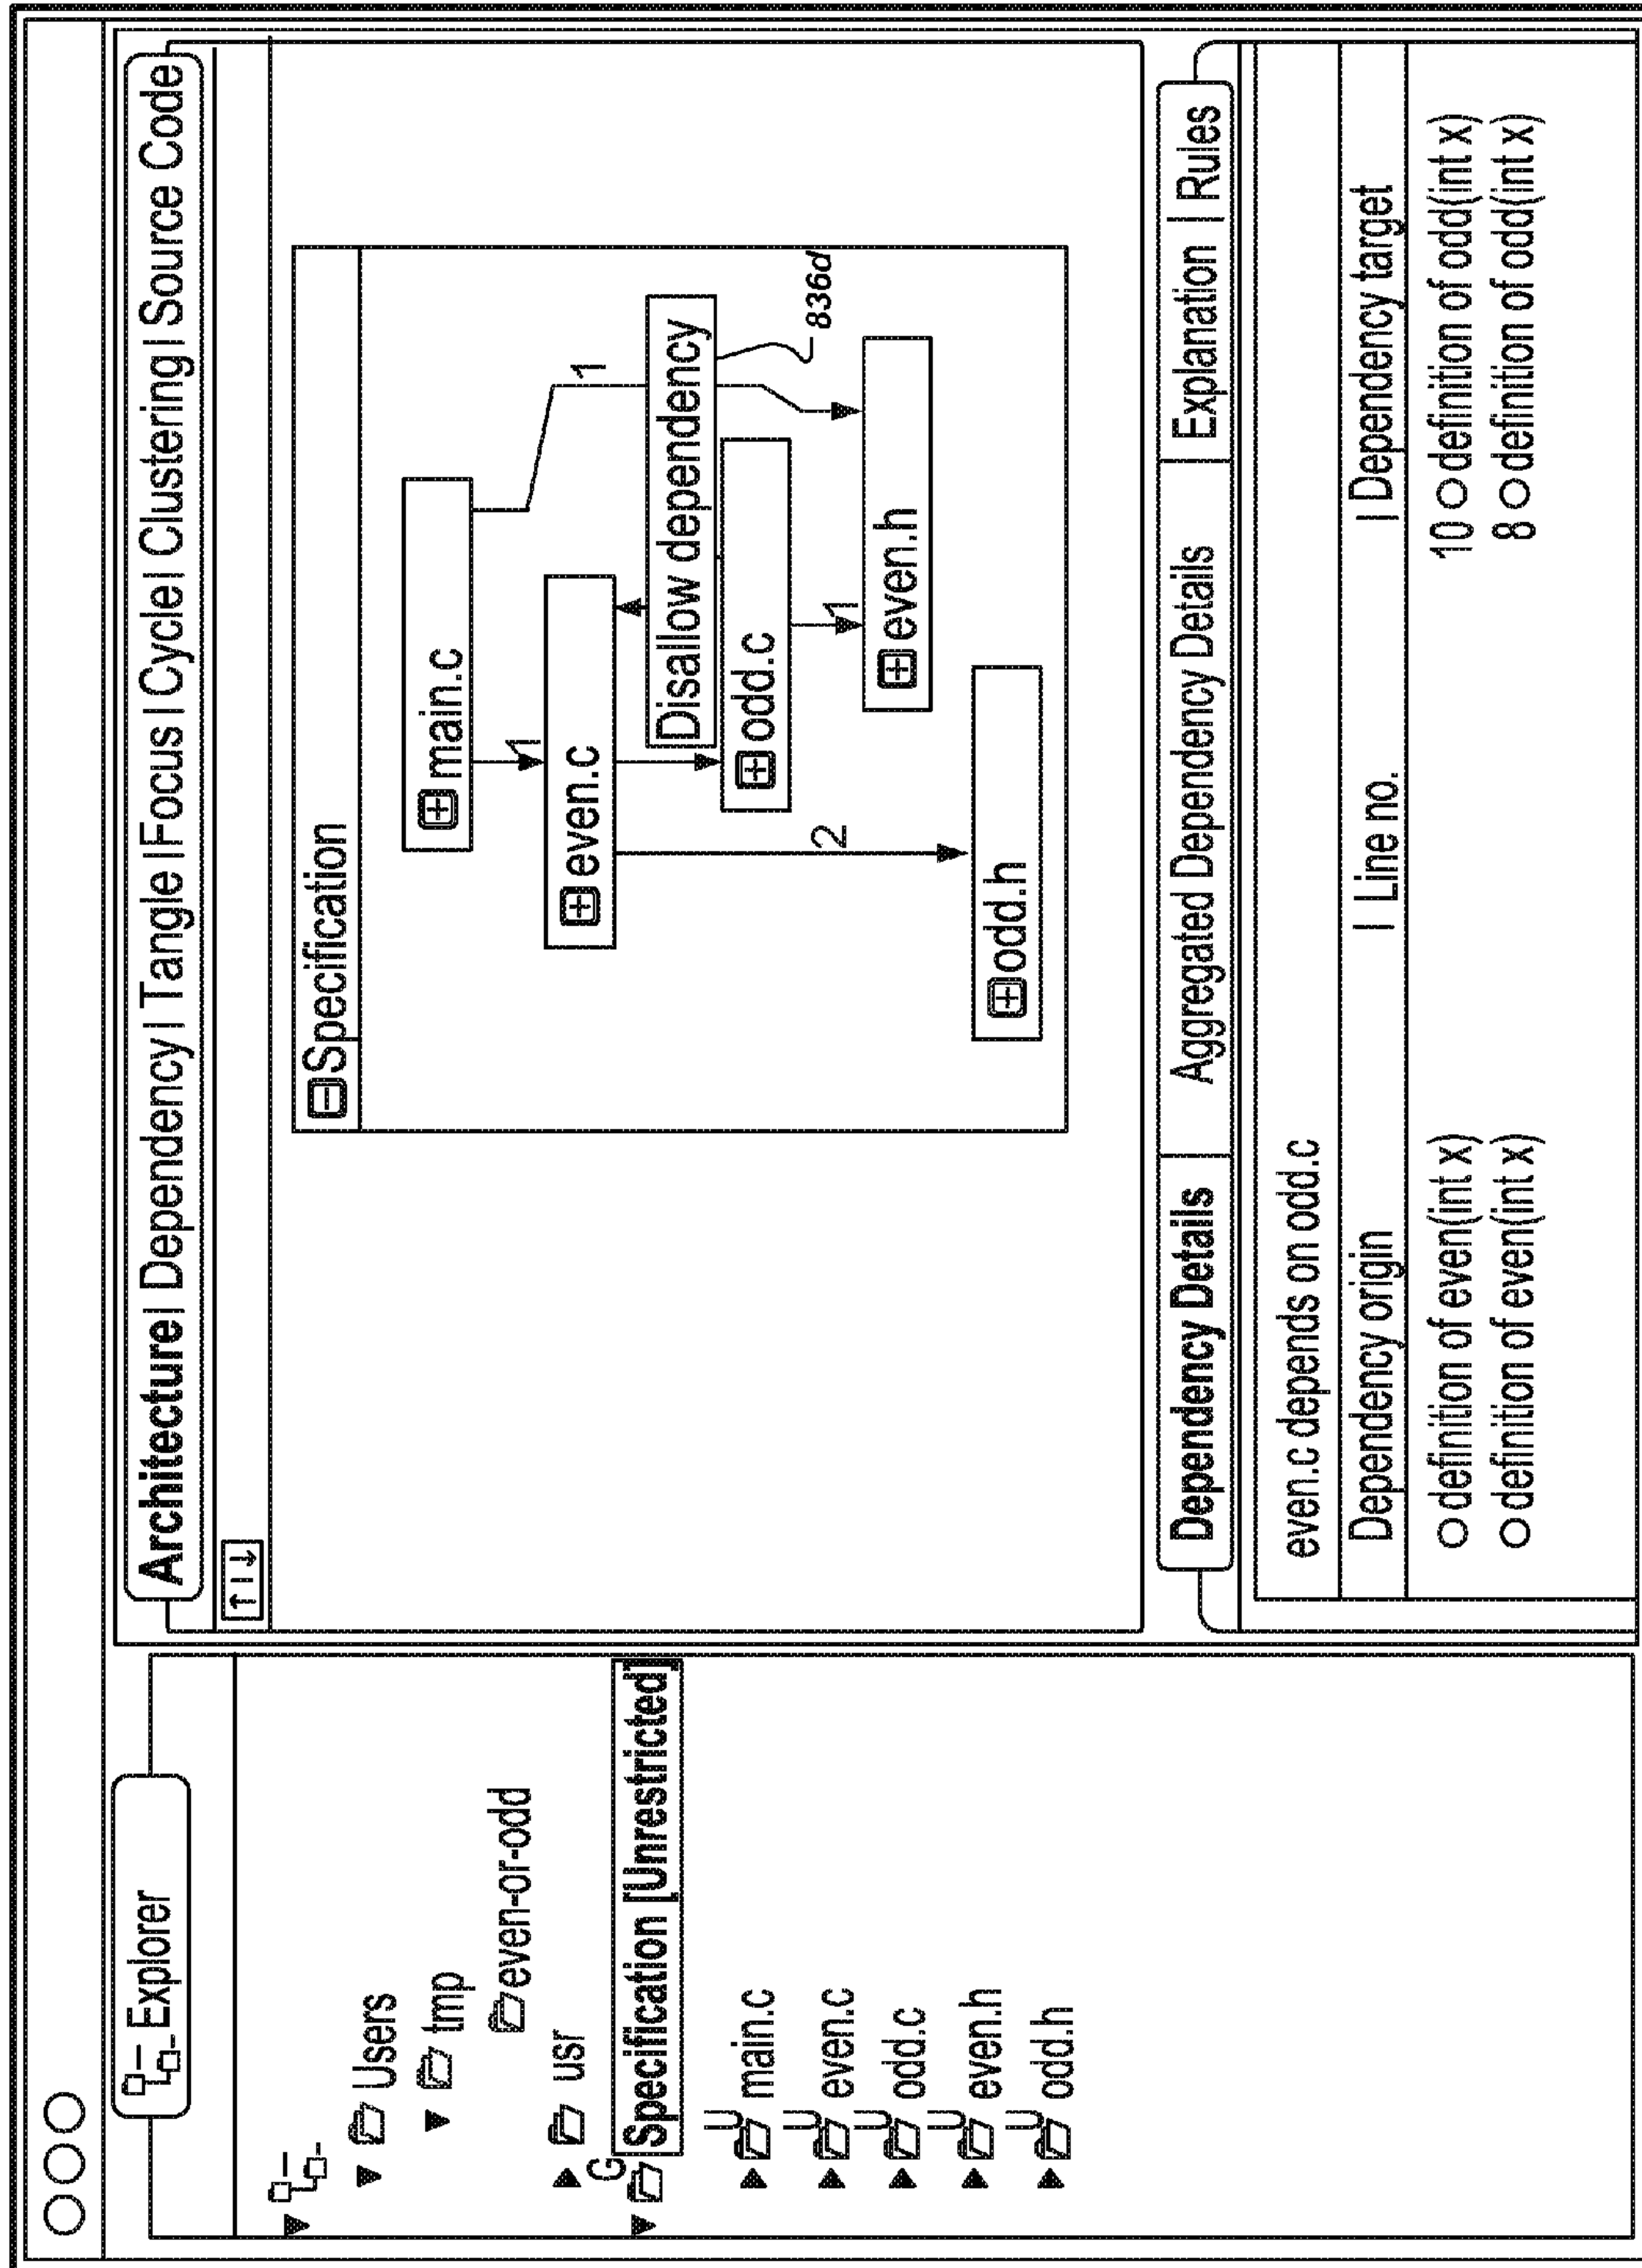 Explorer
Users
tmp
even-or-odd
usr
G
Specification [Unrestricted]
main.c
even.c
odd.c
even.h
odd.h
Architecture| Dependency| Tangle |Focus |Cycle| Clustering| Source Code
↑|↓
Specification
main.c
1
1
even.c
Disallow dependency
836d
odd.c
2
1
even.h
odd.h
Dependency Details Aggregated Dependency Details Explanation | Rules
even.c depends on odd.c
Dependency origin | Line no. | Dependency target
definition of even(int x) 10 definition of odd(int x)
definition of even(int x) 8 definition of odd(int x)